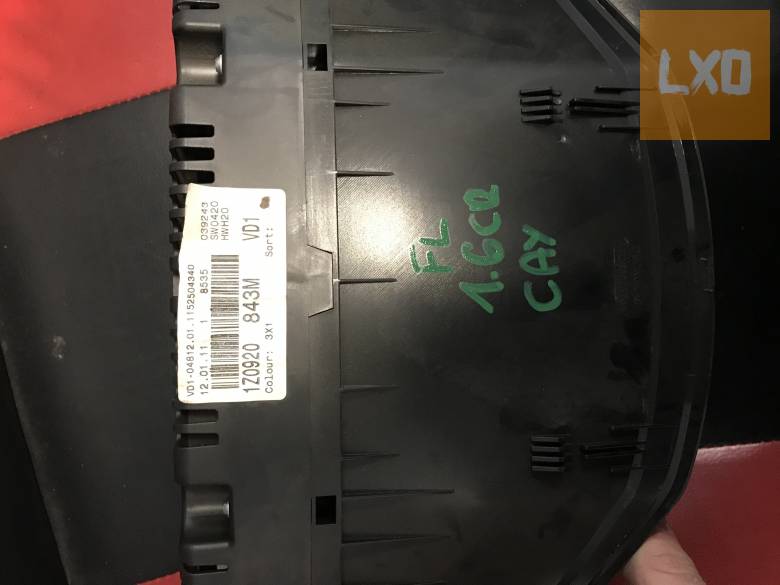 LXO
FL
1.6CR
CAY
039243
SW0420
HWH20
VD1
Sort:
VD1-04812.01.1152504340
12.01.11 1 8535
1Z0920 843M
Colour: 3X1